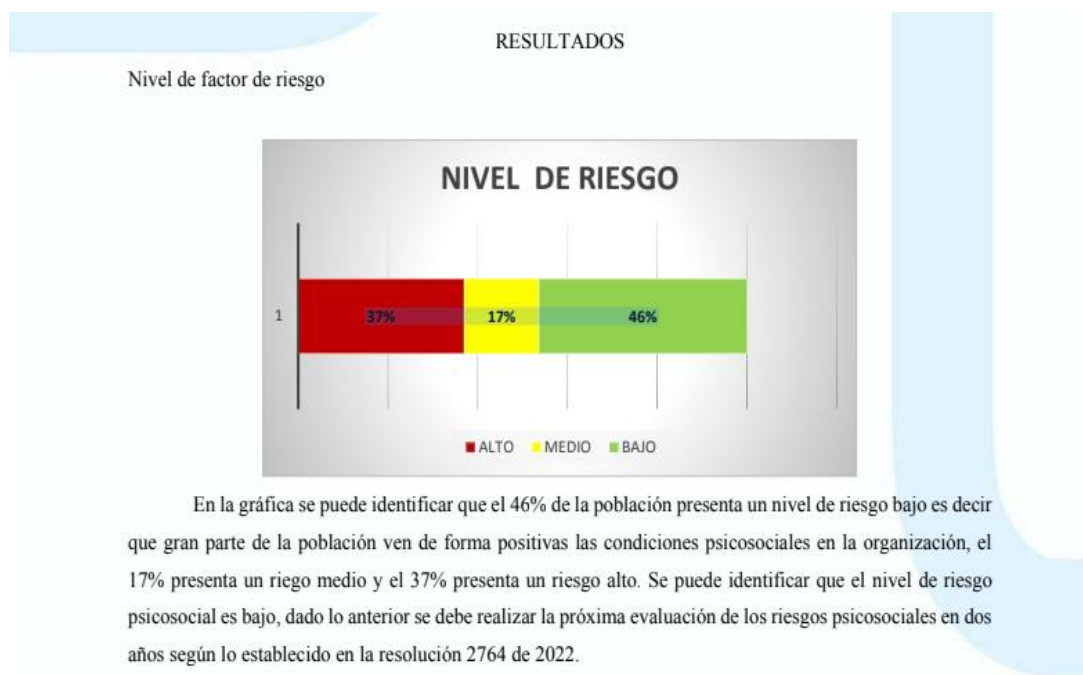 RESULTADOS
Nivel de factor de riesgo
NIVEL DE RIESGO
1
37%
17%
46%
ALTO MEDIO BAJO
En la gráfica se puede identificar que el 46% de la población presenta un nivel de riesgo bajo es decir
que gran parte de la población ven de forma positivas las condiciones psicosociales en la organización, el
17% presenta un riego medio y el 37% presenta un riesgo alto. Se puede identificar que el nivel de riesgo
psicosocial es bajo, dado lo anterior se debe realizar la próxima evaluación de los riesgos psicosociales en dos
años según lo establecido en la resolución 2764 de 2022.